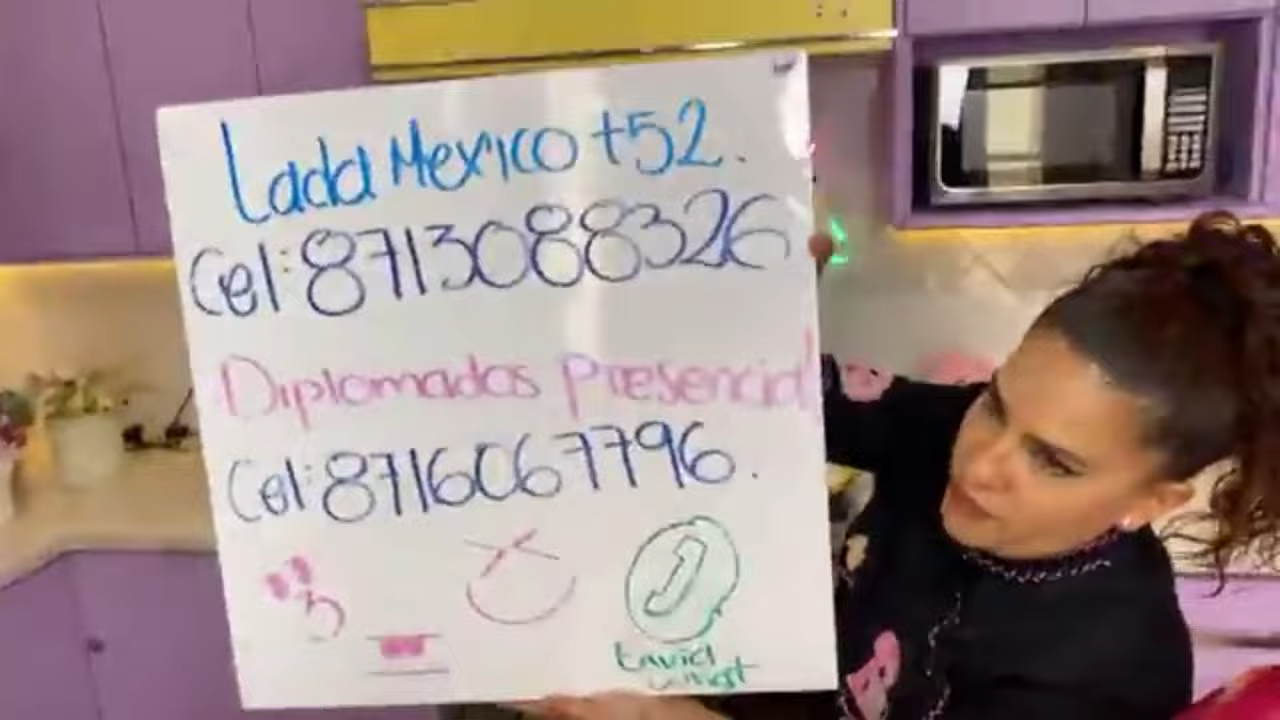 Lada Mexico +52.
Cel: 8713088326
Diplomados Presencial
Cel: 8716067796.